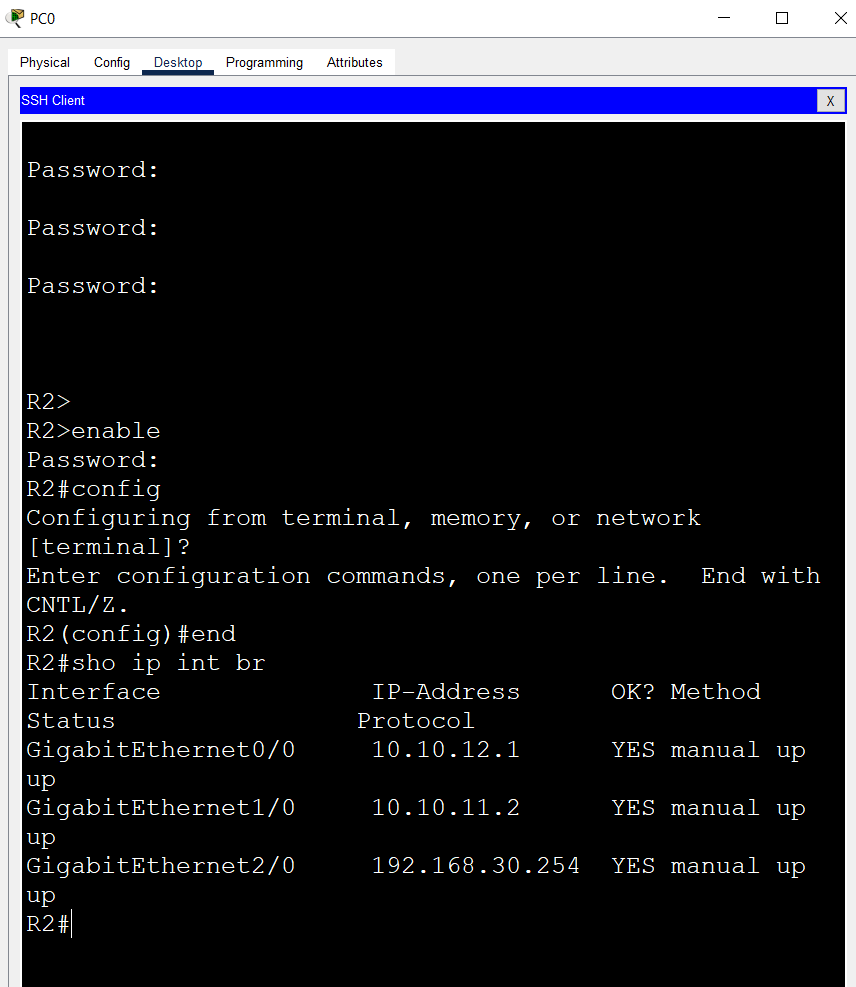 PC0
Physical Config Desktop Programming Attributes
SSH Client X
Password:
Password:
Password:
R2>
R2>enable
Password:
R2#config
Configuring from terminal, memory, or network
[terminal]?
Enter configuration commands, one per line.  End with
CNTL/Z.
R2(config)#end
R2#sho ip int br
Interface              IP-Address      OK? Method
Status                Protocol
GigabitEthernet0/0     10.10.12.1      YES manual up
up
GigabitEthernet1/0     10.10.11.2      YES manual up
up
GigabitEthernet2/0     192.168.30.254  YES manual up
up
R2#